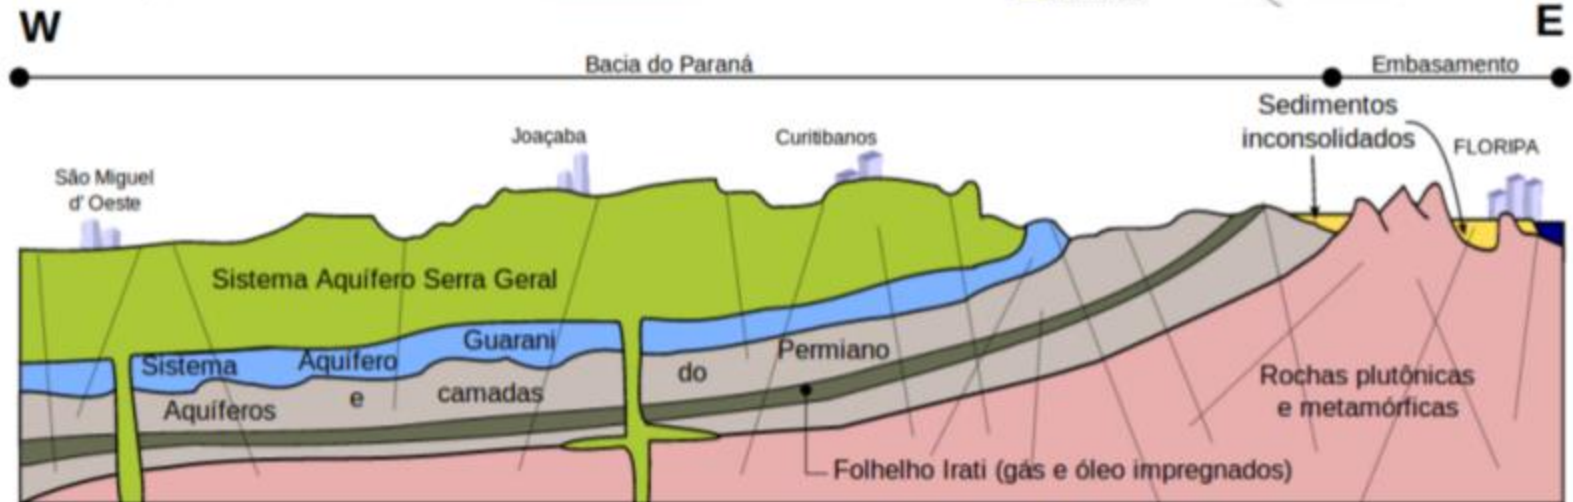 W
E
Bacia do Paraná
Embasamento
Sedimentos
inconsolidados
Joaçaba
Curitibanos
FLORIPA
São Miguel
d' Oeste
Sistema Aquífero Serra Geral
Sistema Aquífero Guarani
Aquíferos e camadas do Permiano
Rochas plutônicas
e metamórficas
Folhelho Irati (gás e óleo impregnados)